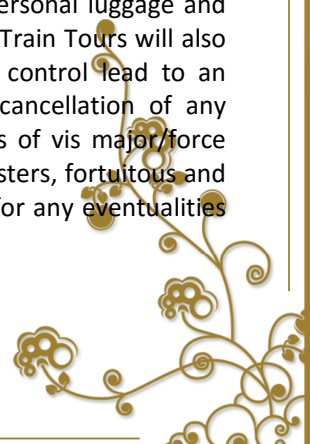 ersonal luggage and
Train Tours will also
control lead to an
cancellation of any
s of vis major/force
sters, fortuitous and
for any eventualities